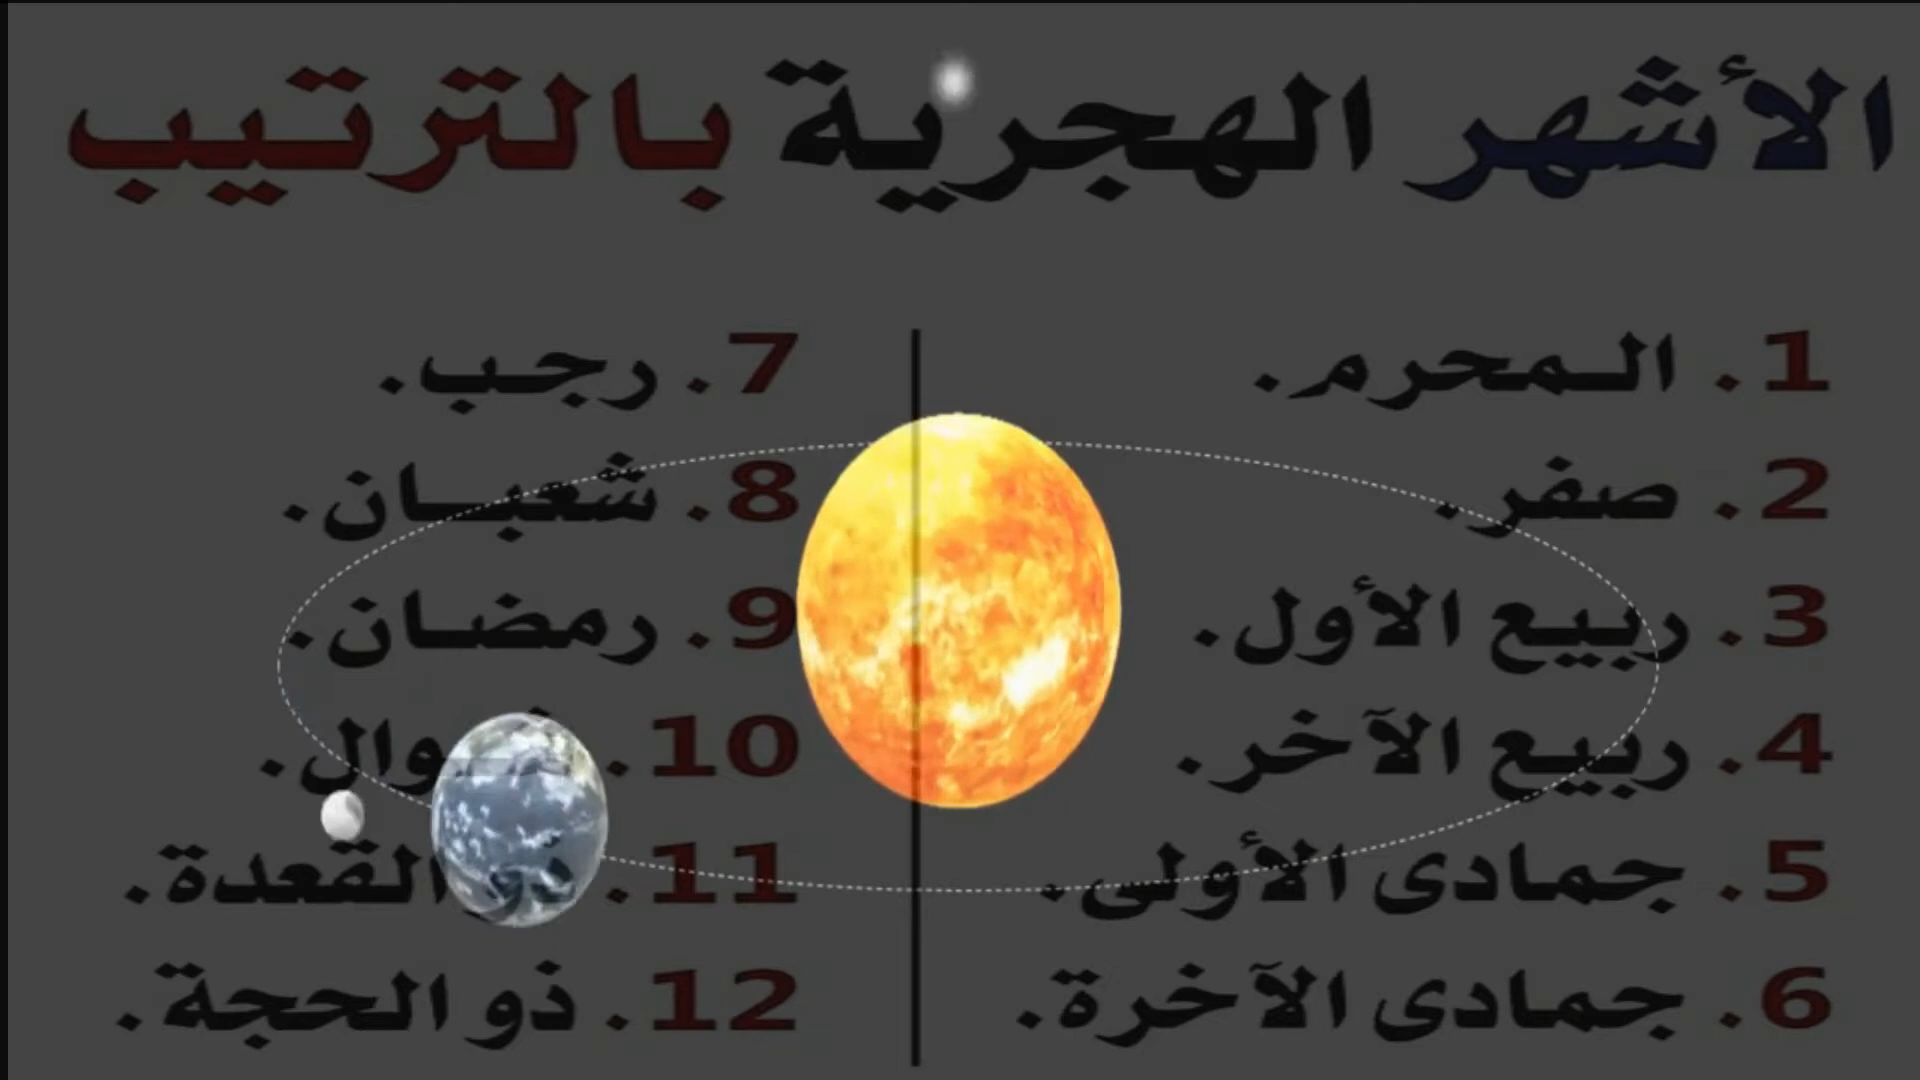 الأشهر الهجرية بالترتيب
1. المحرم.
2. صفر.
3. ربيع الأول.
4. ربيع الآخر.
5. جمادى الأولى.
6. جمادى الآخرة.
7. رجب.
8. شعبان.
9. رمضان.
10.
11. ذو القعدة.
12. ذو الحجة.